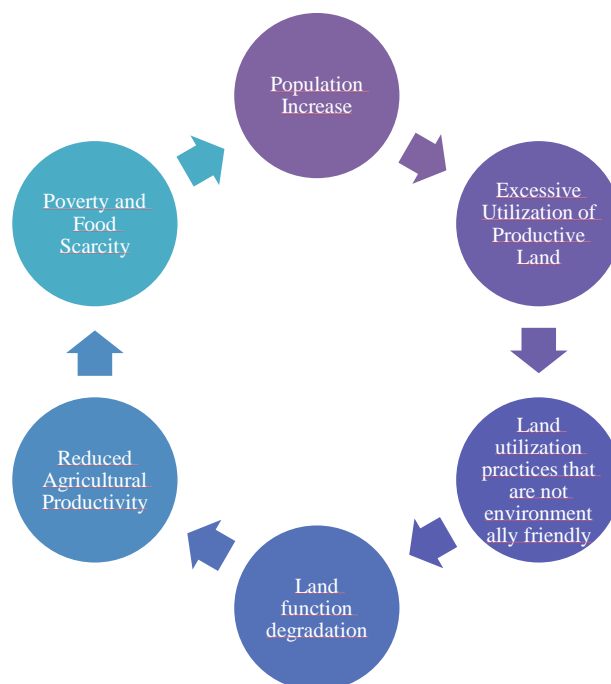 Population
Increase
Excessive
Utilization of
Productive
Land
Land
utilization
practices that
are not
environment
ally friendly
Land
function
degradation
Reduced
Agricultural
Productivity
Poverty and
Food
Scarcity